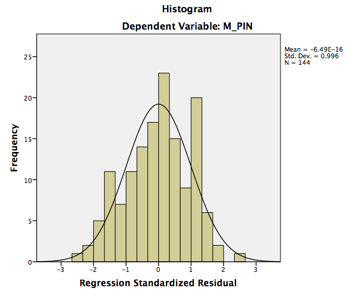 Histogram
Dependent Variable: M_PIN
Mean = -6.49E-16
Std. Dev. = 0.996
N = 144
25
20
15
10
5
0
Frequency
-3 -2 -1 0 1 2 3
Regression Standardized Residual